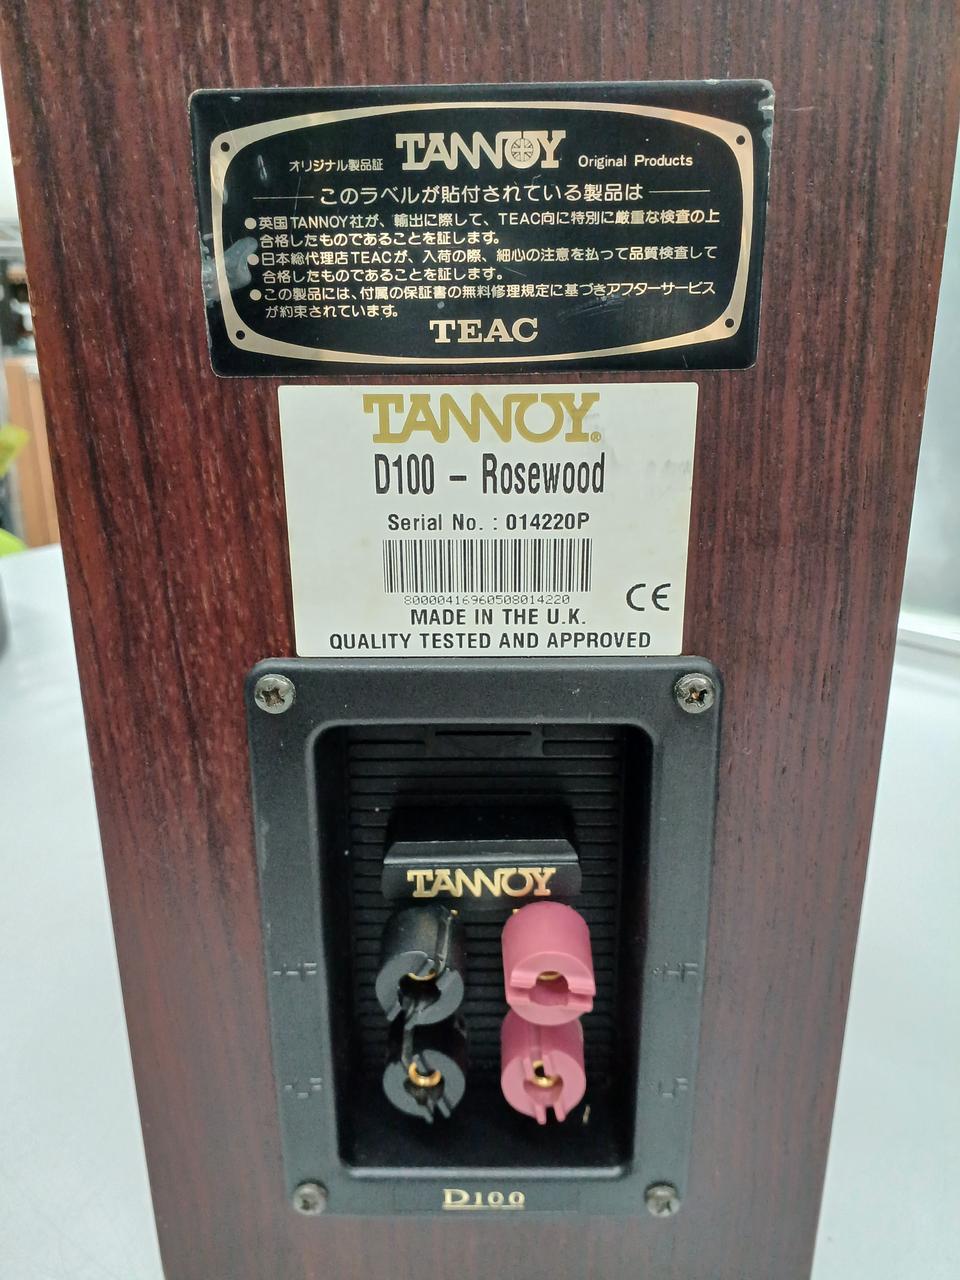 オリジナル製品証 TANNOY Original Products
このラベルが貼付されている製品は
●英国TANNOY社が、輸出に際して、TEAC向に特別に厳重な検査の上
合格したものであることを証します。
●日本総代理店TEACが、入荷の際、細心の注意を払って品質検査して
合格したものであることを証します。
●この製品には、付属の保証書の無料修理規定に基づきアフターサービス
が約束されています。
TEAC
TANNOY®
D100 – Rosewood
Serial No. : 014220P
80000416960508014220
CE
MADE IN THE U.K.
QUALITY TESTED AND APPROVED
TANNOY
-HF +HF
-LF LF
D100